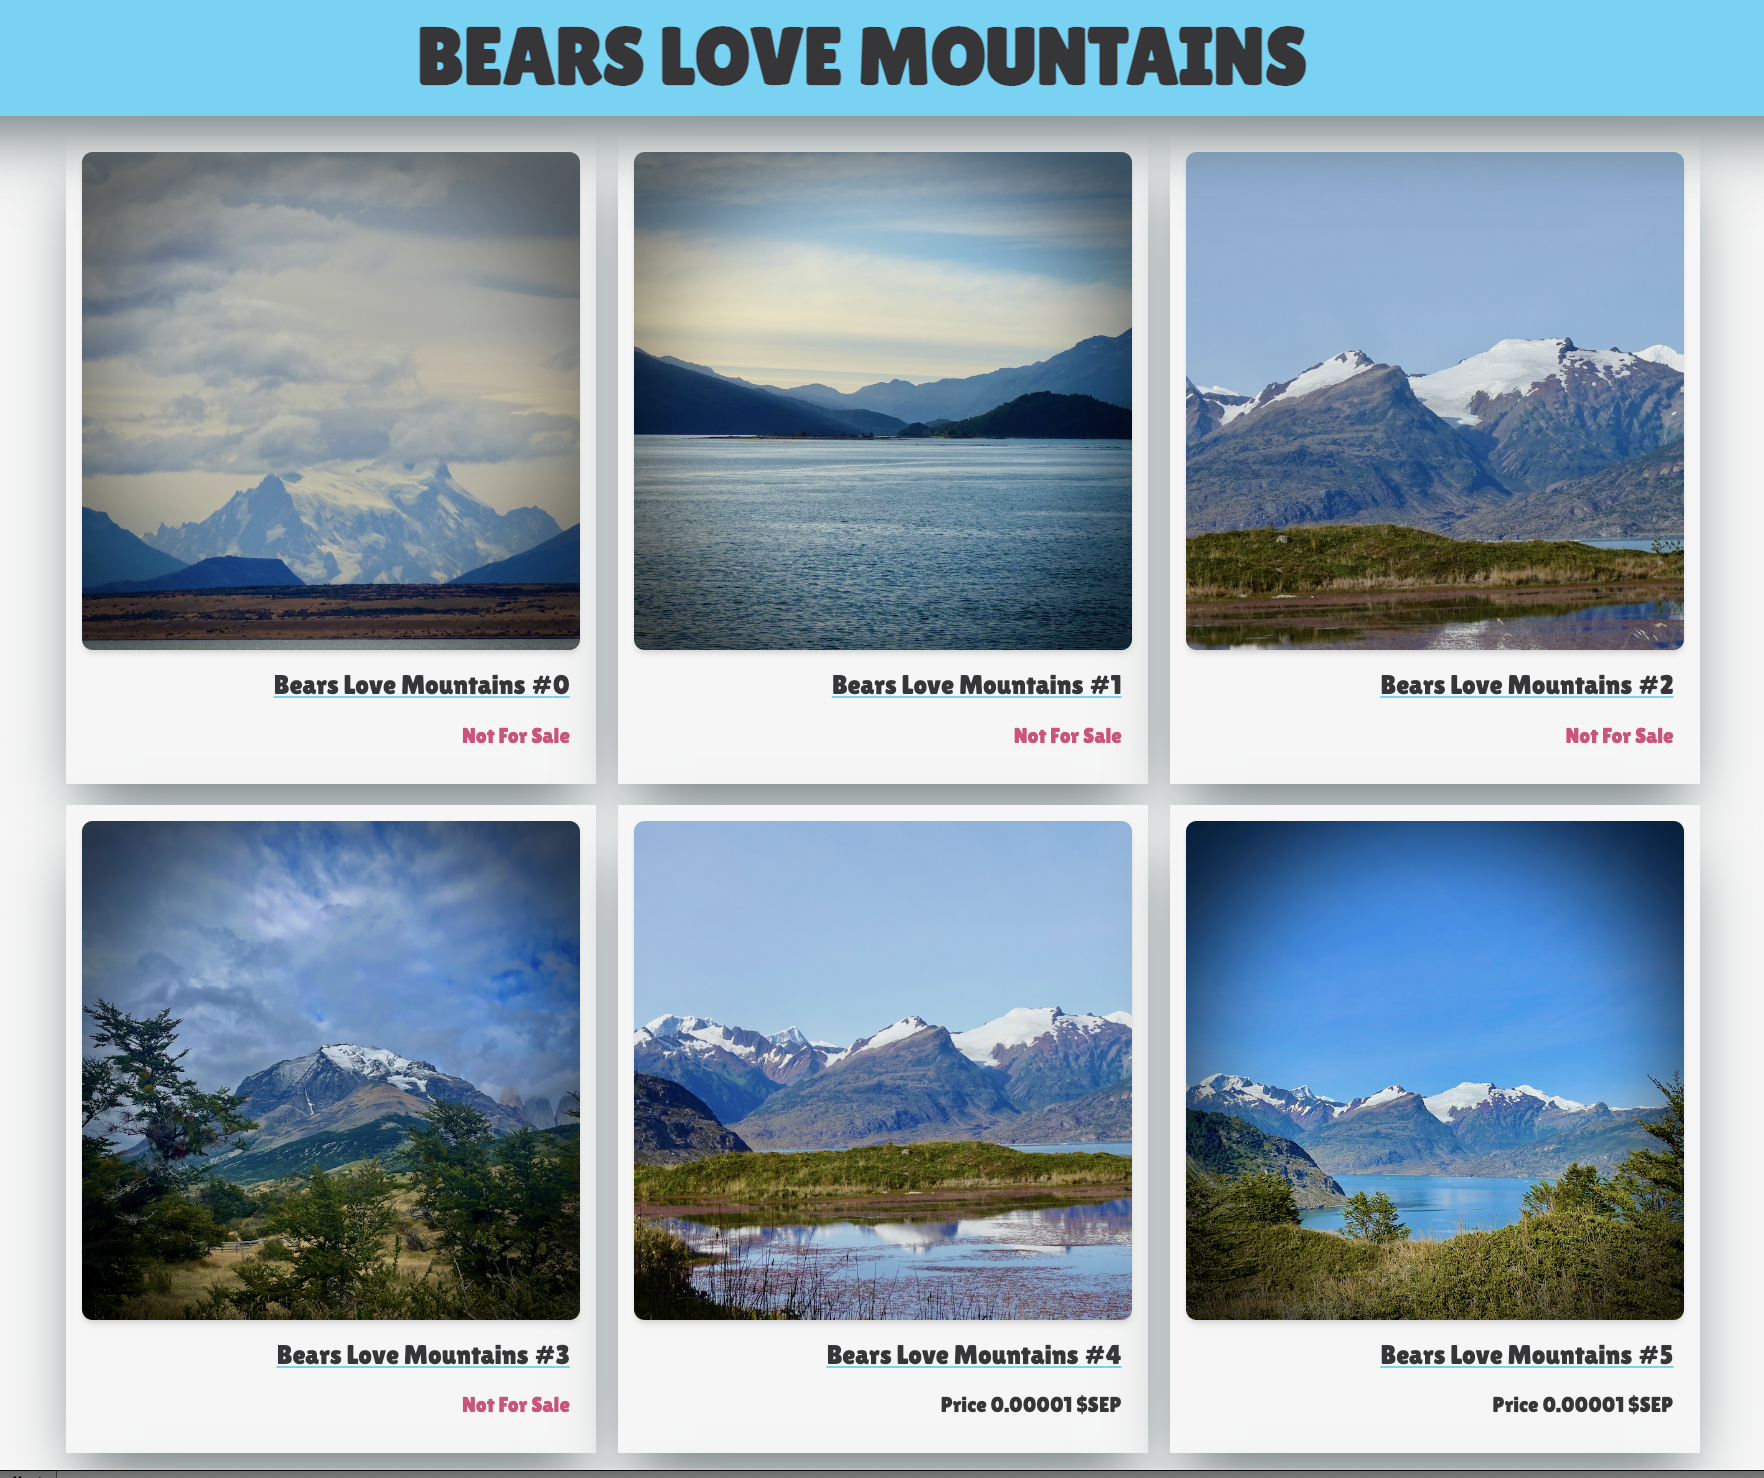 BEARS LOVE MOUNTAINS
Bears Love Mountains #0
Not For Sale
Bears Love Mountains #1
Not For Sale
Bears Love Mountains #2
Not For Sale
Bears Love Mountains #3
Not For Sale
Bears Love Mountains #4
Price 0.00001 $SEP
Bears Love Mountains #5
Price 0.00001 $SEP